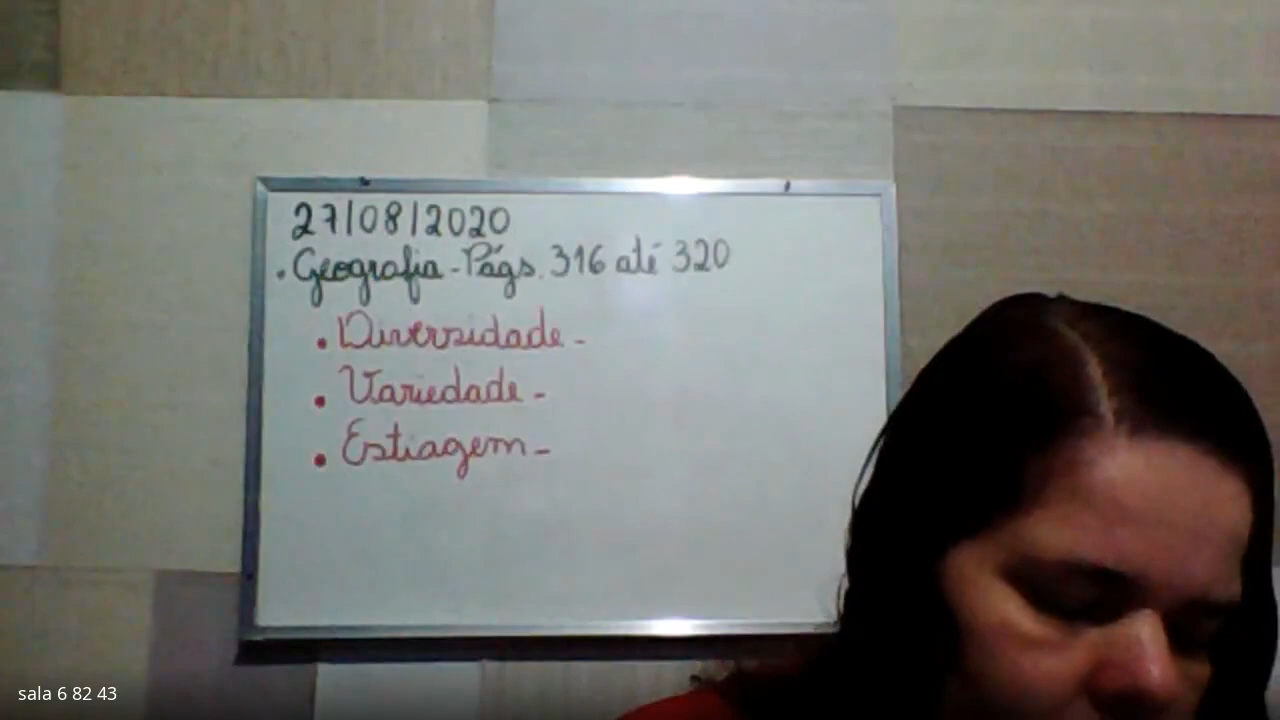 27/08/2020
. Geografia - Págs. 316 até 320
• Diversidade -
• Variedade -
• Estiagem -
sala 6 82 43